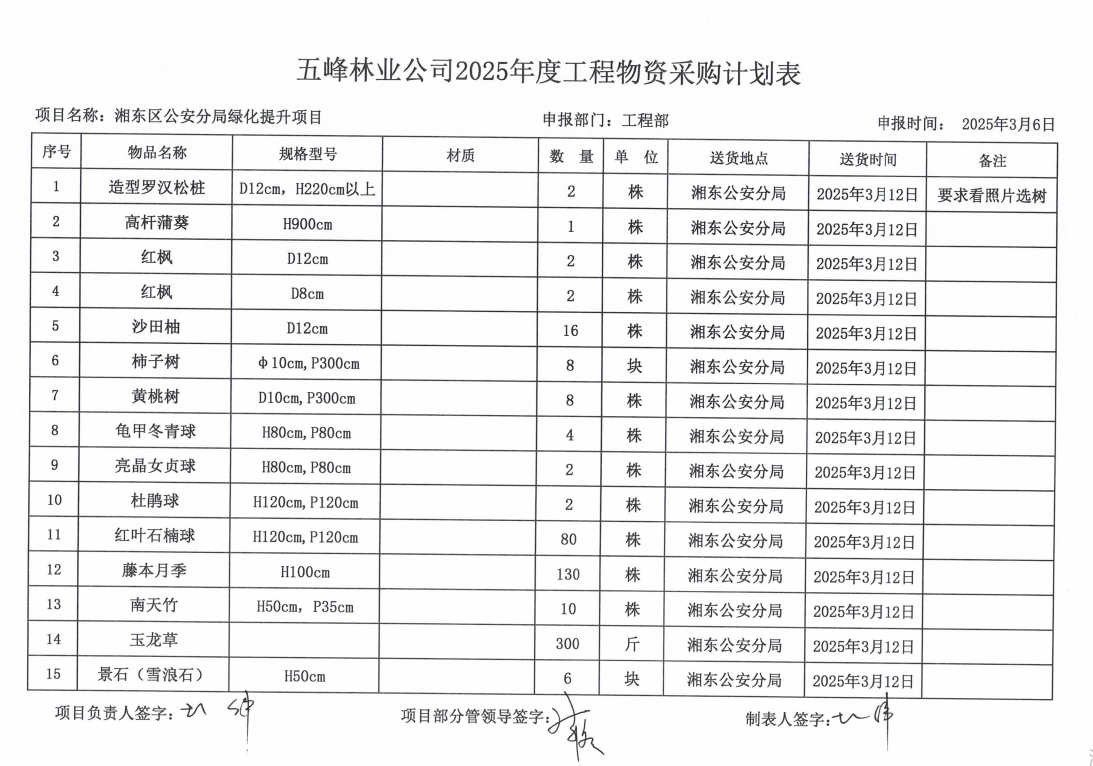 五峰林业公司2025年度工程物资采购计划表
项目名称：湘东区公安分局绿化提升项目 申报部门：工程部 申报时间： 2025年3月6日
序号 物品名称 规格型号 材质 数 量 单 位 送货地点 送货时间 备注
1 造型罗汉松桩 D12cm，H220cm以上 2 株 湘东公安分局 2025年3月12日 要求看照片选树
2 高杆蒲葵 H900cm 1 株 湘东公安分局 2025年3月12日
3 红枫 D12cm 2 株 湘东公安分局 2025年3月12日
4 红枫 D8cm 2 株 湘东公安分局 2025年3月12日
5 沙田柚 D12cm 16 株 湘东公安分局 2025年3月12日
6 柿子树 φ10cm,P300cm 8 块 湘东公安分局 2025年3月12日
7 黄桃树 D10cm,P300cm 8 株 湘东公安分局 2025年3月12日
8 龟甲冬青球 H80cm,P80cm 4 株 湘东公安分局 2025年3月12日
9 亮晶女贞球 H80cm,P80cm 2 株 湘东公安分局 2025年3月12日
10 杜鹃球 H120cm,P120cm 2 株 湘东公安分局 2025年3月12日
11 红叶石楠球 H120cm,P120cm 80 株 湘东公安分局 2025年3月12日
12 藤本月季 H100cm 130 株 湘东公安分局 2025年3月12日
13 南天竹 H50cm，P35cm 10 株 湘东公安分局 2025年3月12日
14 玉龙草 300 斤 湘东公安分局 2025年3月12日
15 景石（雪浪石） H50cm 6 块 湘东公安分局 2025年3月12日
项目负责人签字： 项目部分管领导签字： 制表人签字：